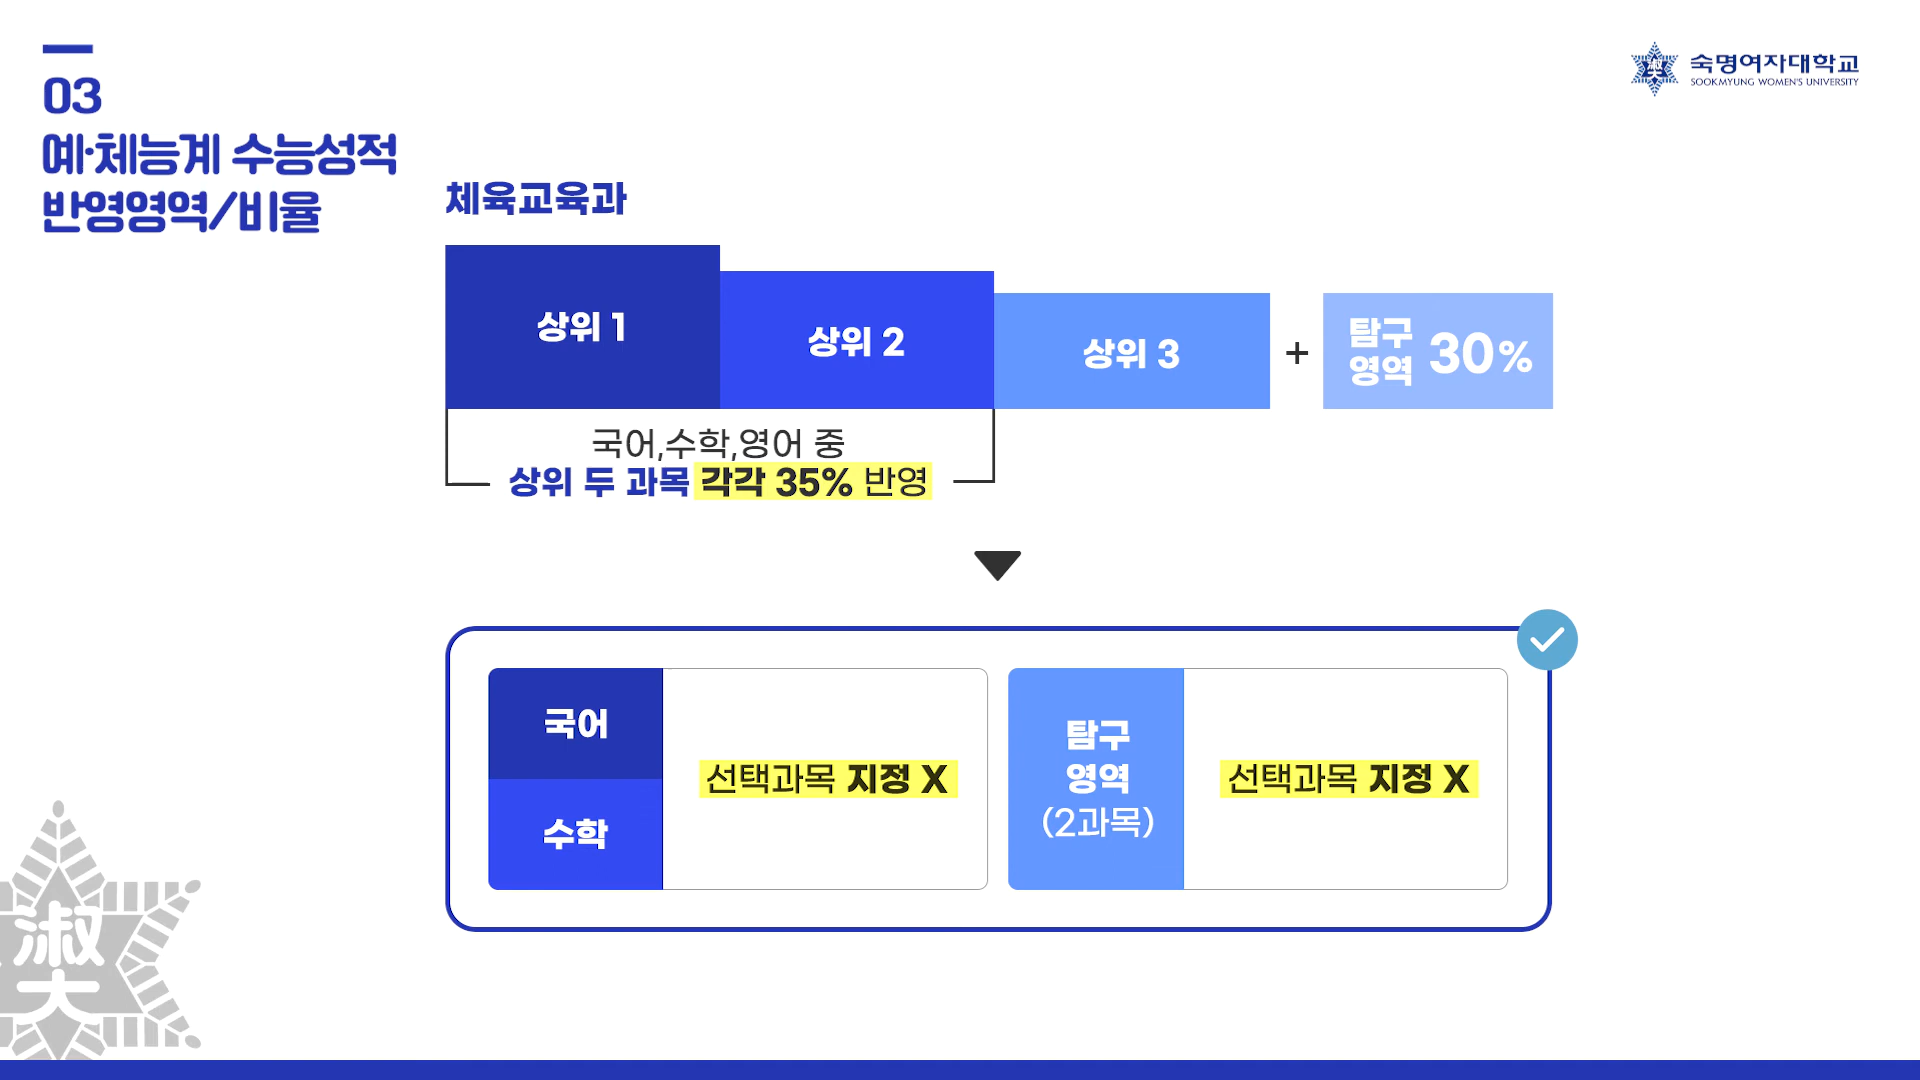 03
예·체능계 수능성적
반영영역/비율
숙명여자대학교
SOOKMYUNG WOMEN'S UNIVERSITY
체육교육과
상위 1
상위 2
상위 3
+
탐구
영역
30%
국어,수학,영어 중
상위 두 과목 각각 35% 반영
국어
수학
선택과목 지정 X
탐구
영역
(2과목)
선택과목 지정 X
淑
大